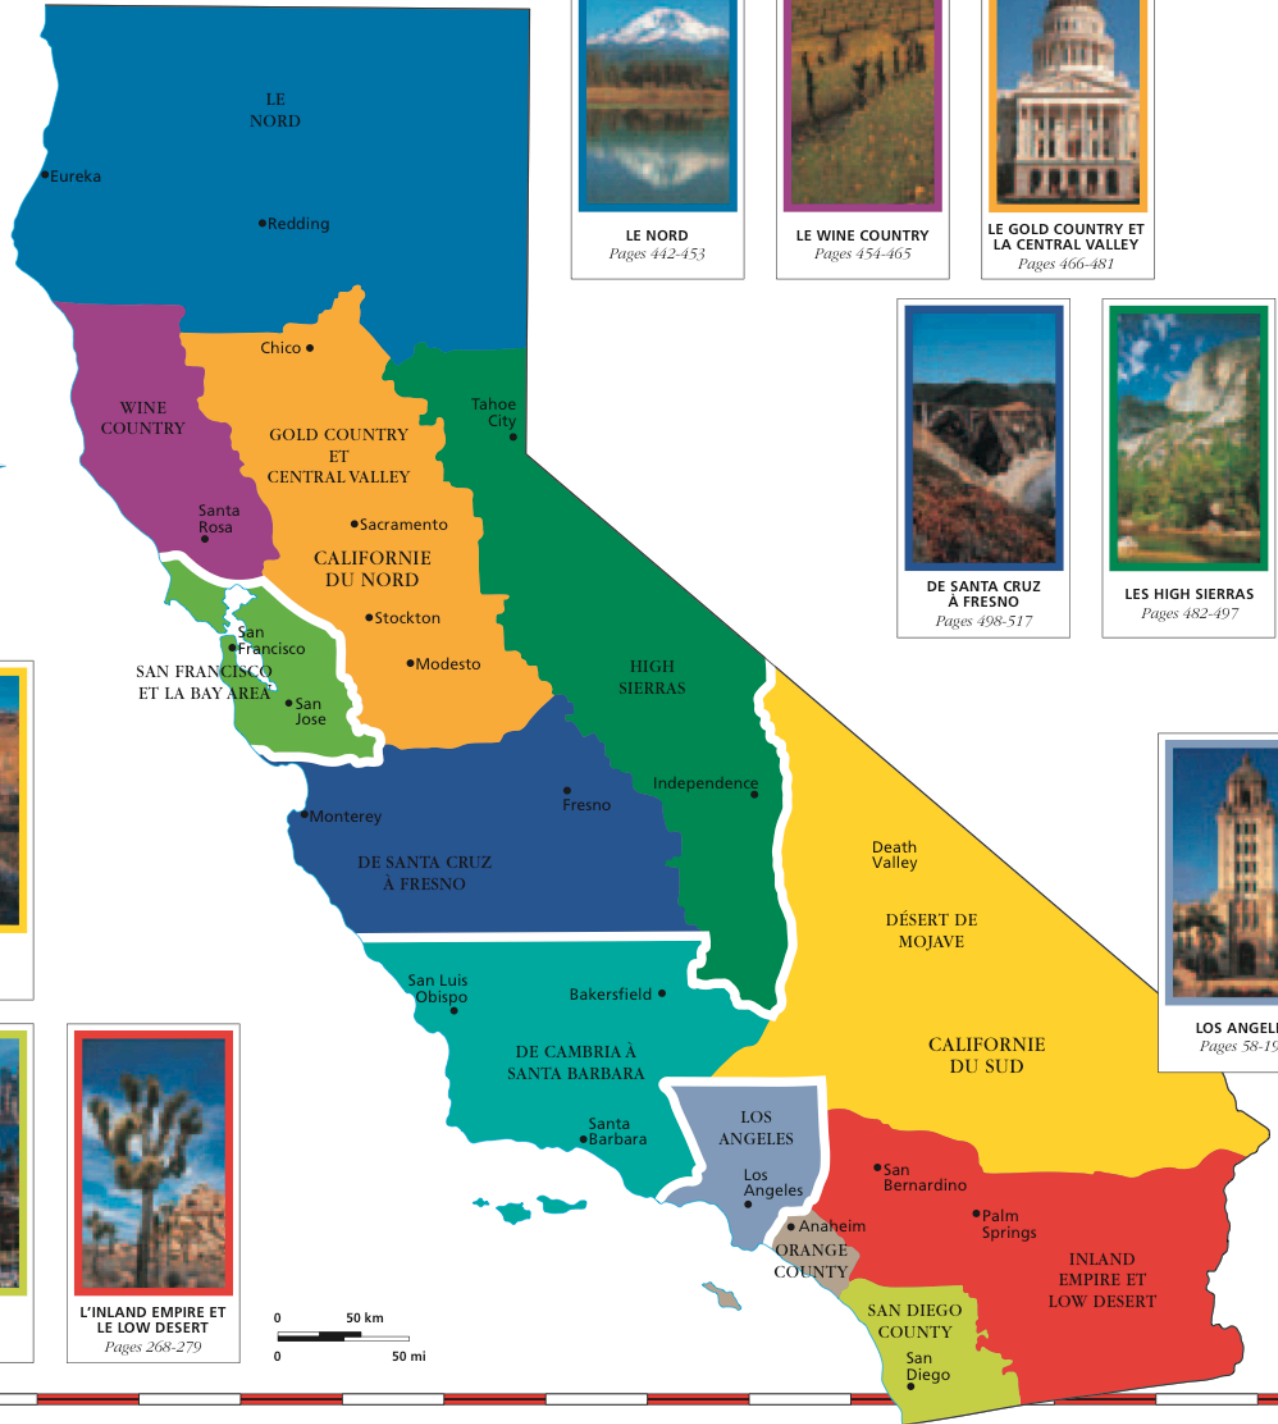 LE
NORD
Eureka
Redding
LE NORD
Pages 442-453
LE WINE COUNTRY
Pages 454-465
LE GOLD COUNTRY ET
LA CENTRAL VALLEY
Pages 466-481
Chico
WINE
COUNTRY
Tahoe
City
GOLD COUNTRY
ET
CENTRAL VALLEY
Santa
Rosa
Sacramento
CALIFORNIE
DU NORD
Stockton
Modesto
San
Francisco
SAN FRANCISCO
ET LA BAY AREA
San
Jose
HIGH
SIERRAS
DE SANTA CRUZ
À FRESNO
Pages 498-517
LES HIGH SIERRAS
Pages 482-497
Independence
Fresno
Monterey
DE SANTA CRUZ
À FRESNO
Death
Valley
DÉSERT DE
MOJAVE
San Luis
Obispo
Bakersfield
DE CAMBRIA À
SANTA BARBARA
CALIFORNIE
DU SUD
LOS ANGEL
Pages 58-19
Santa
Barbara
LOS
ANGELES
Los
Angeles
San
Bernardino
Palm
Springs
Anaheim
ORANGE
COUNTY
INLAND
EMPIRE ET
LOW DESERT
SAN DIEGO
COUNTY
San
Diego
L'INLAND EMPIRE ET
LE LOW DESERT
Pages 268-279
0 50 km
0 50 mi